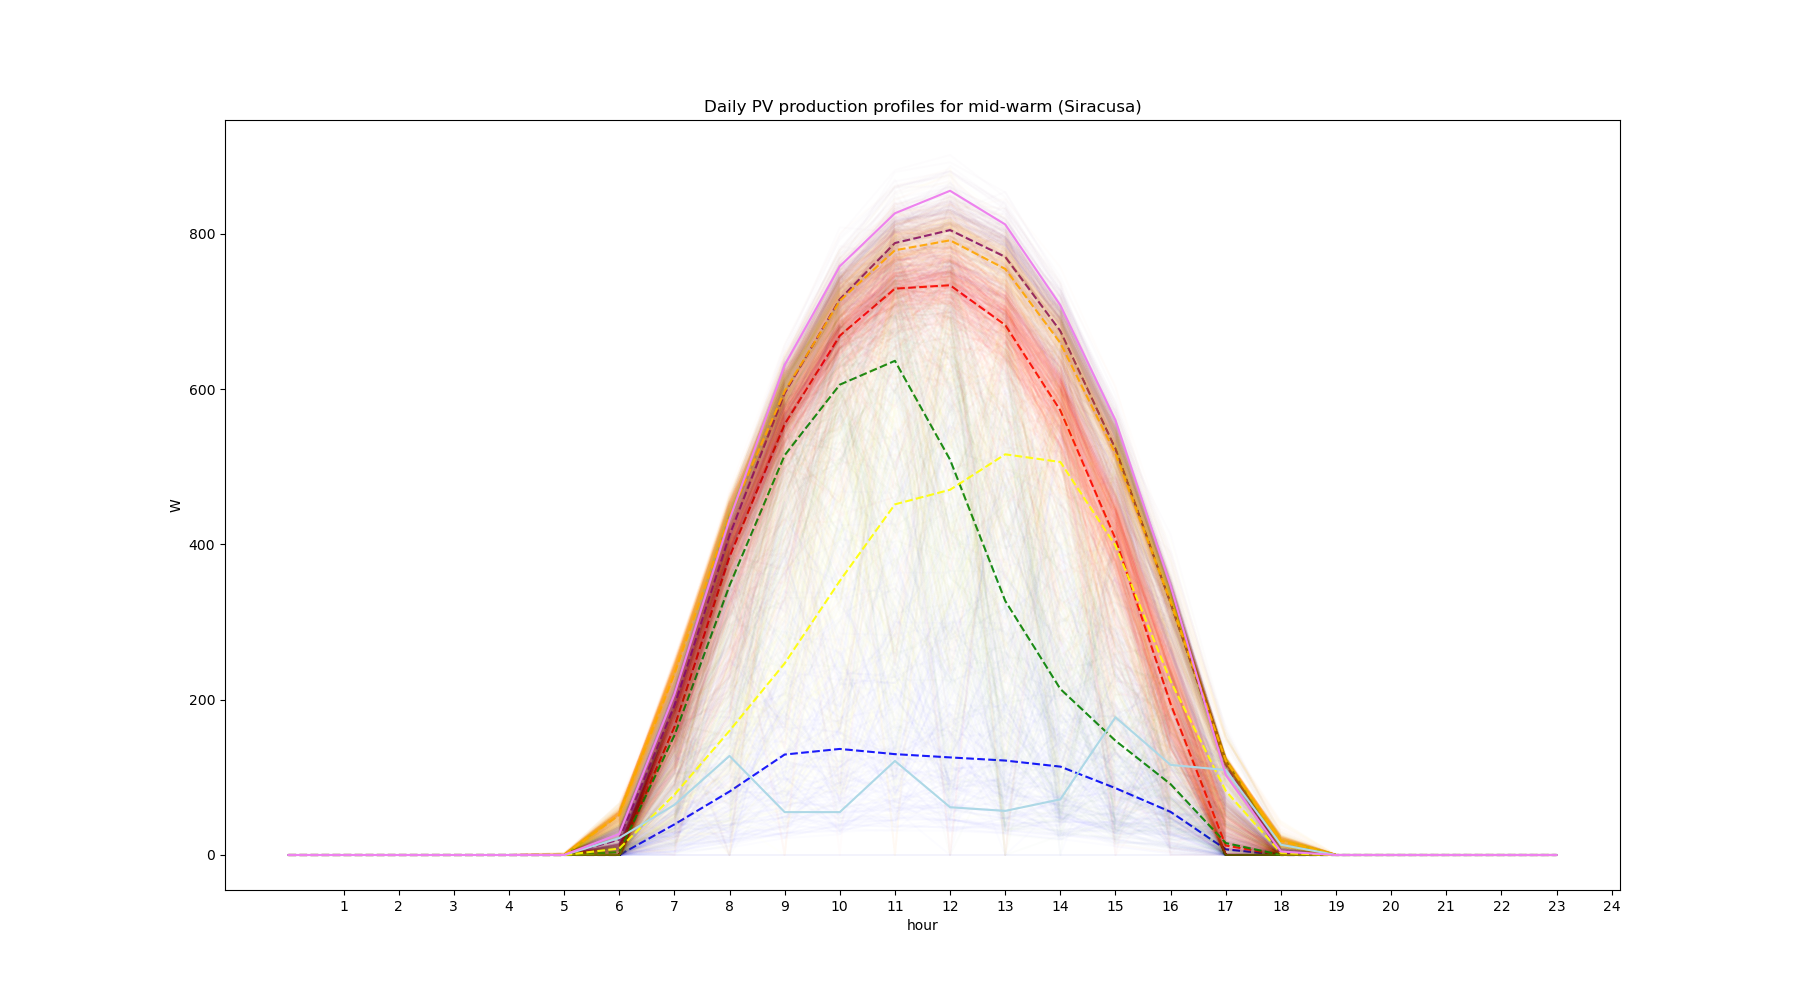 Daily PV production profiles for mid-warm (Siracusa)
800
600
W
400
200
0
1 2 3 4 5 6 7 8 9 10 11 12 13 14 15 16 17 18 19 20 21 22 23 24
hour